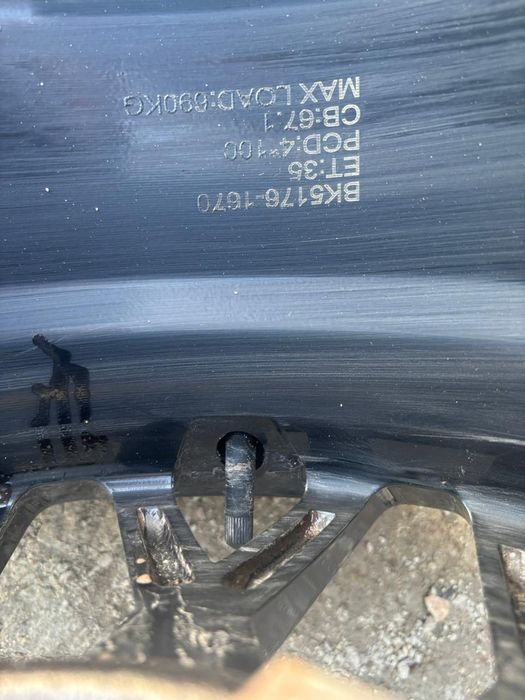 BK5176-1670
ET:35
PCD:4*100
CB:67.1
MAX LOAD:690KG